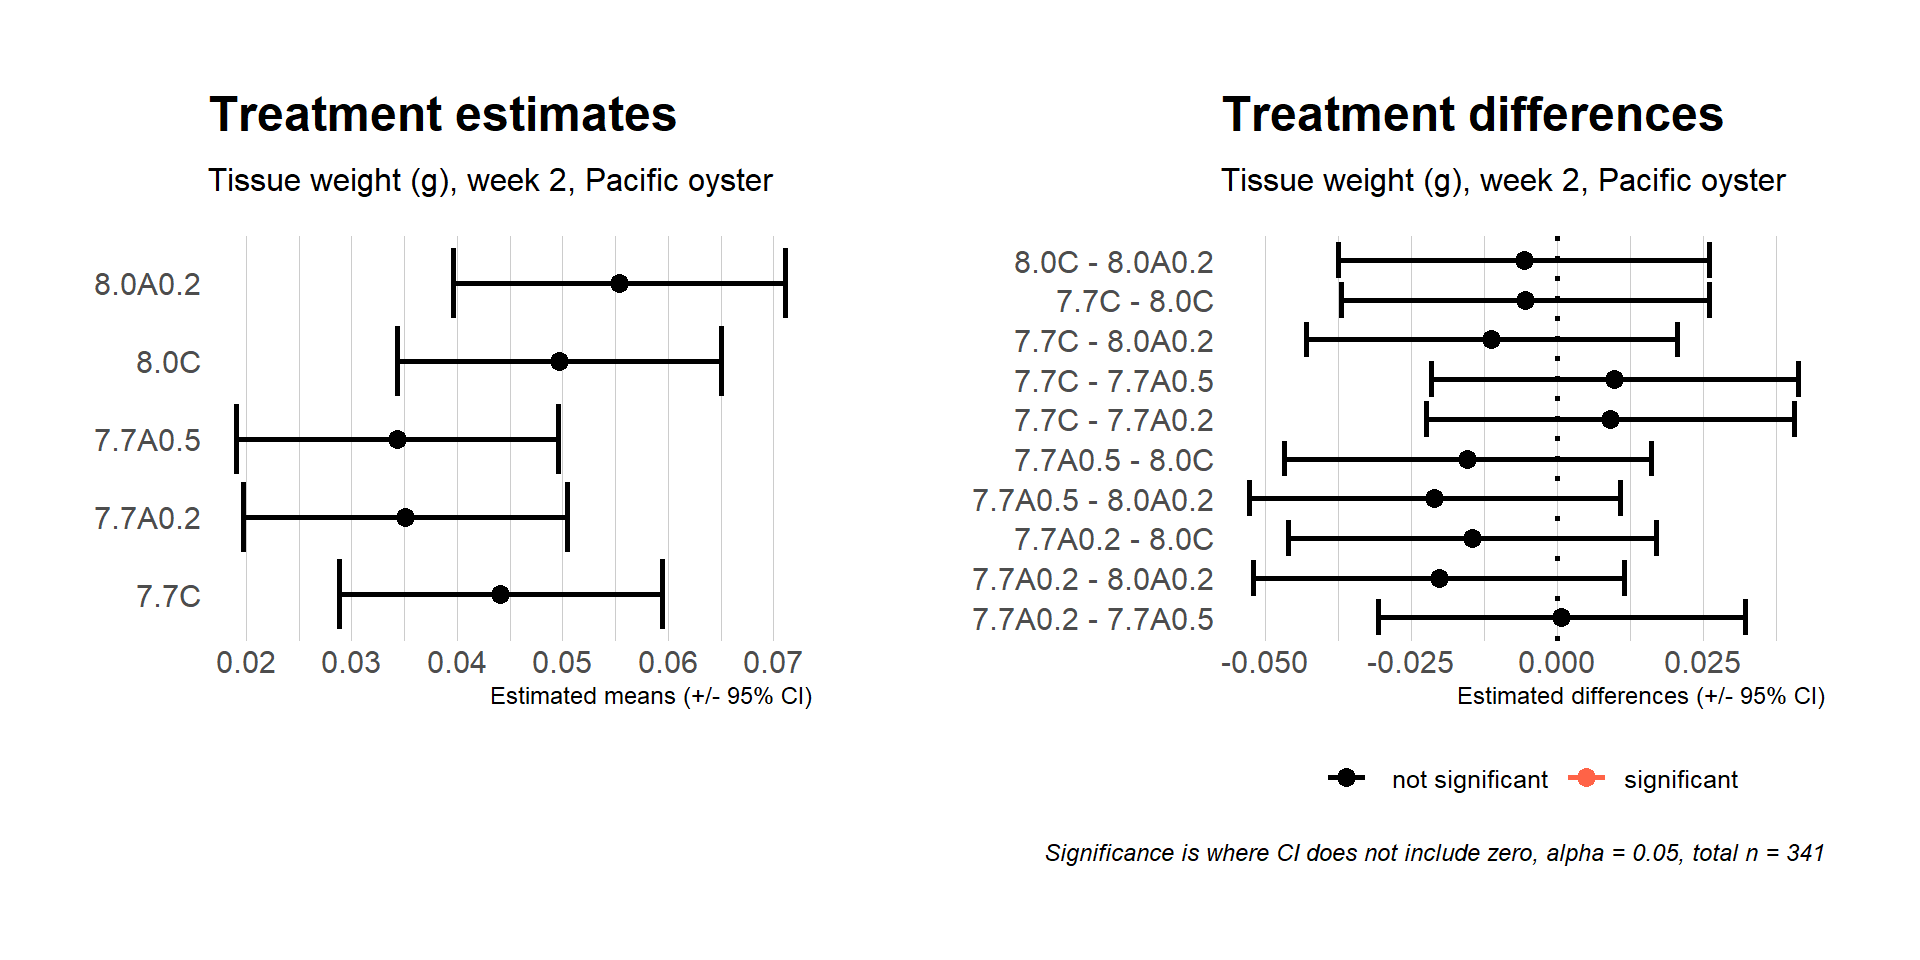 Treatment estimates
Tissue weight (g), week 2, Pacific oyster
8.0A0.2
8.0C
7.7A0.5
7.7A0.2
7.7C
0.02 0.03 0.04 0.05 0.06 0.07
Estimated means (+/- 95% CI)
Treatment differences
Tissue weight (g), week 2, Pacific oyster
8.0C - 8.0A0.2
7.7C - 8.0C
7.7C - 8.0A0.2
7.7C - 7.7A0.5
7.7C - 7.7A0.2
7.7A0.5 - 8.0C
7.7A0.5 - 8.0A0.2
7.7A0.2 - 8.0C
7.7A0.2 - 8.0A0.2
7.7A0.2 - 7.7A0.5
-0.050 -0.025 0.000 0.025
Estimated differences (+/- 95% CI)
not significant significant
Significance is where CI does not include zero, alpha = 0.05, total n = 341